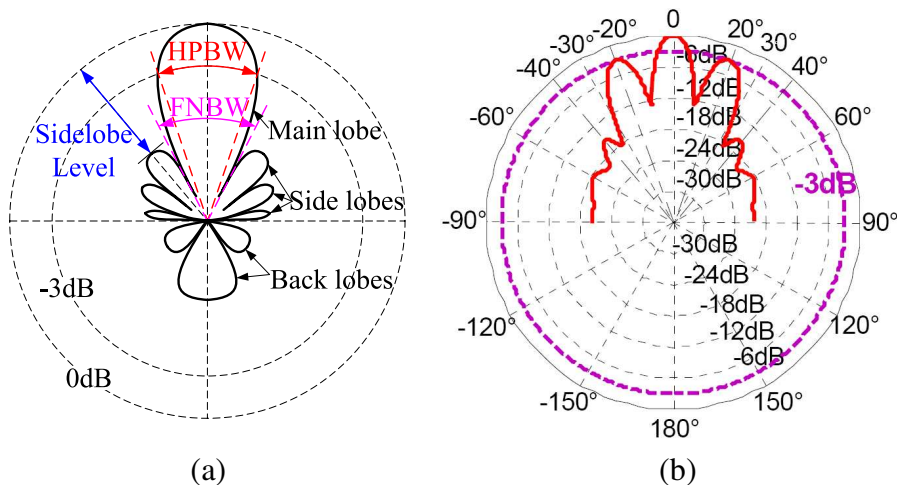 HPBW
FNBW
Sidelobe
Level
Main lobe
Side lobes
Back lobes
-3dB
0dB
(a)
0
-20°
20°
-30°
30°
-40°
40°
-60°
60°
-90°
90°
-120°
120°
-150°
150°
180°
-6dB
-12dB
-18dB
-24dB
-30dB
-3dB
-30dB
-24dB
-18dB
-12dB
-6dB
(b)